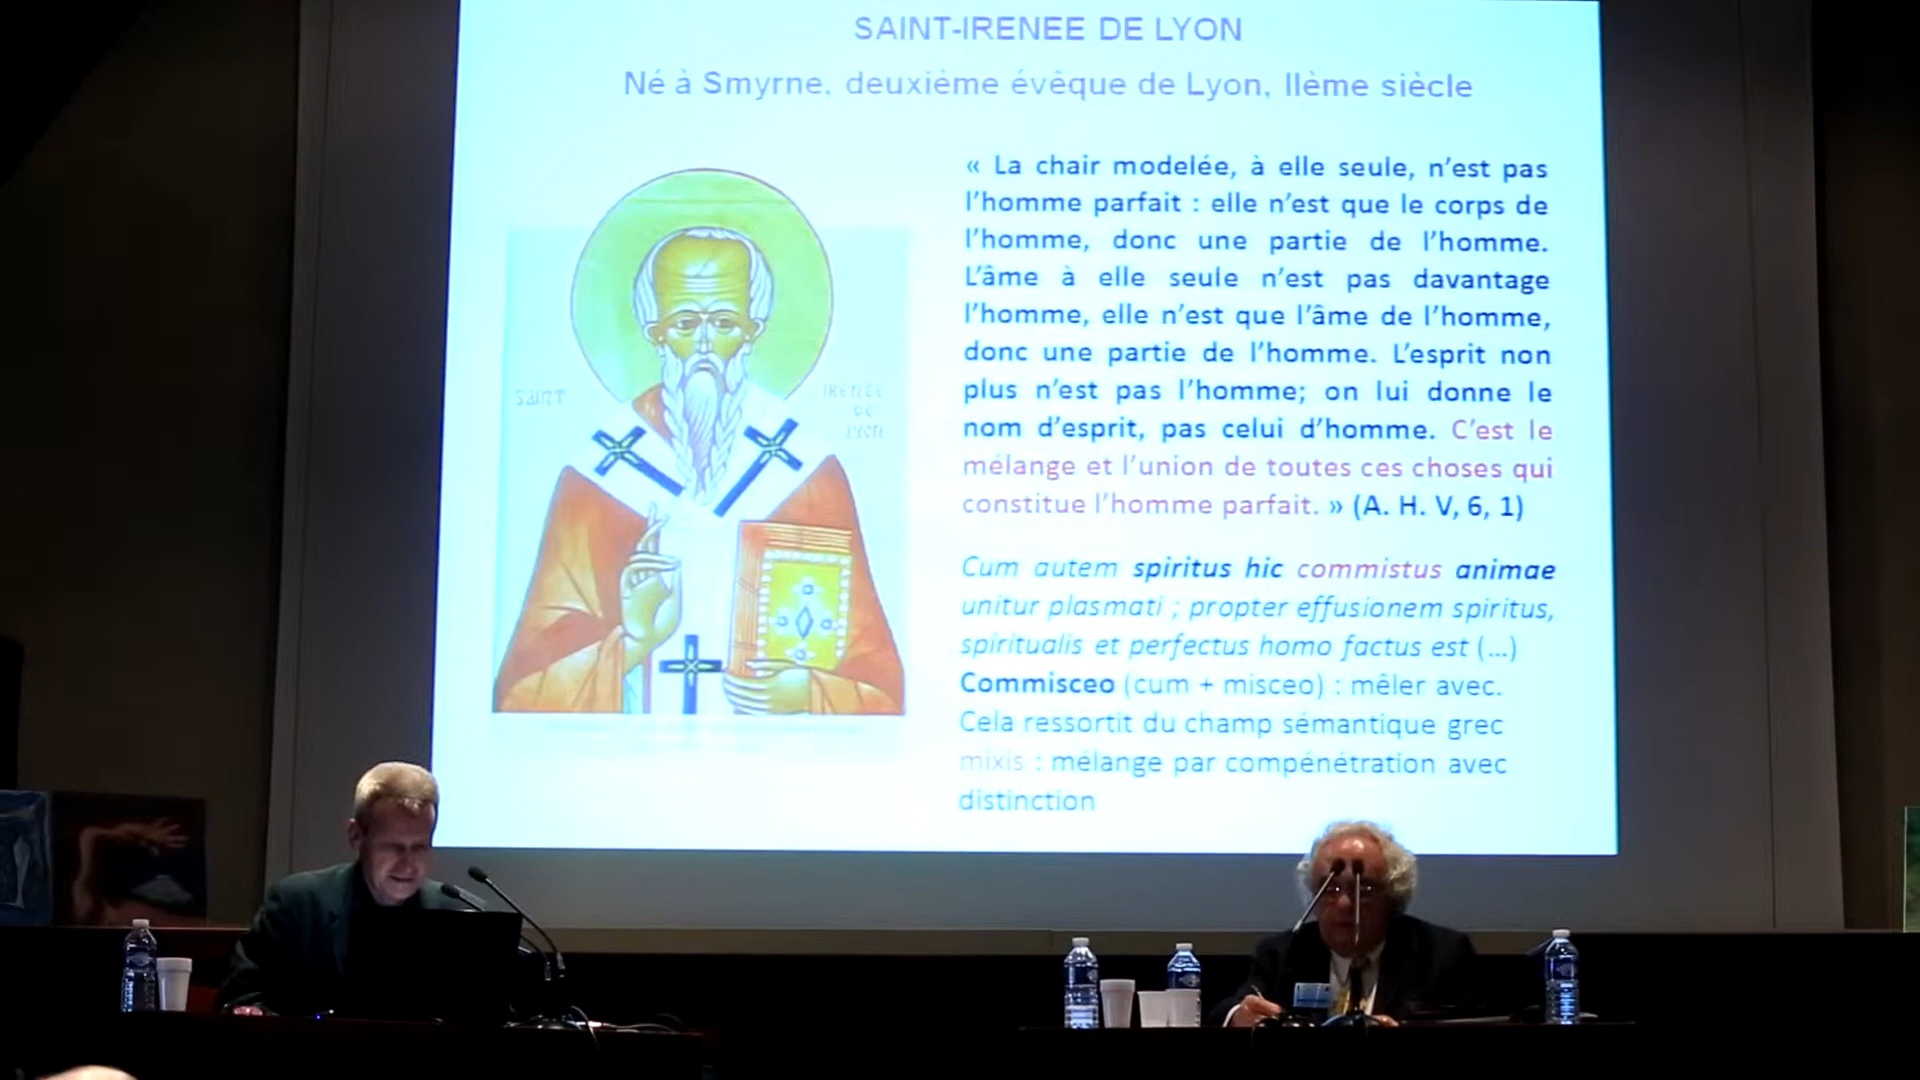 SAINT-IRENEE DE LYON
Né à Smyrne, deuxième évêque de Lyon, IIème siècle
« La chair modelée, à elle seule, n’est pas
l’homme parfait : elle n’est que le corps de
l’homme, donc une partie de l’homme.
L’âme à elle seule n’est pas davantage
l’homme, elle n’est que l’âme de l’homme,
donc une partie de l’homme. L’esprit non
plus n’est pas l’homme; on lui donne le
nom d’esprit, pas celui d’homme. C’est le
mélange et l’union de toutes ces choses qui
constitue l’homme parfait. » (A. H. V, 6, 1)
Cum autem spiritus hic commistus animae
unitur plasmati ; propter effusionem spiritus,
spiritualis et perfectus homo factus est (...)
Commisceo (cum + misceo) : mêler avec.
Cela ressortit du champ sémantique grec
mixis : mélange par compénétration avec
distinction
SAINT
IRENEE
DE
LYON